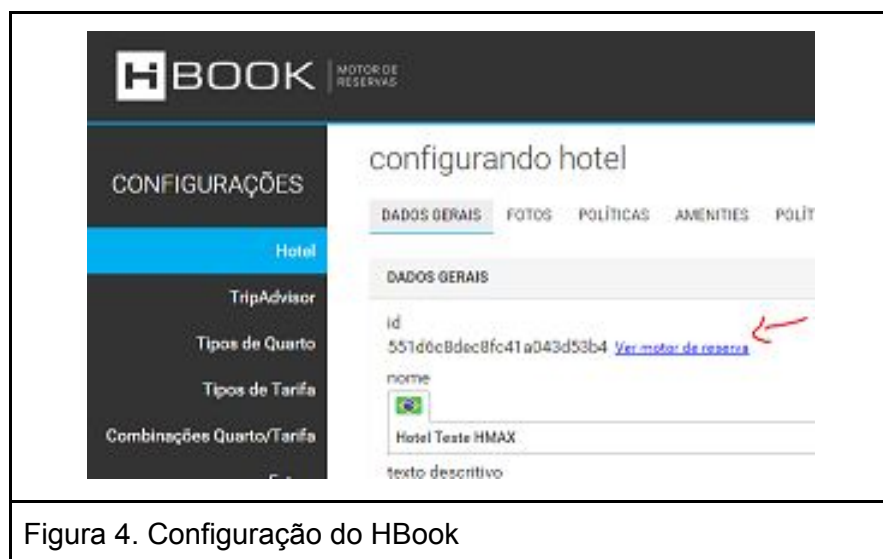 HBOOK
MOTOR DE
RESERVAS
CONFIGURAÇÕES
Hotel
TripAdvisor
Tipos de Quarto
Tipos de Tarifa
Combinações Quarto/Tarifa
configurando hotel
DADOS GERAIS FOTOS POLÍTICAS AMENITIES POLÍT
DADOS GERAIS
id
551d6c8dec8fc41a043d53b4 Ver motor de reserva
nome
Hotel Teste HMAX
texto descritivo
Figura 4. Configuração do HBook